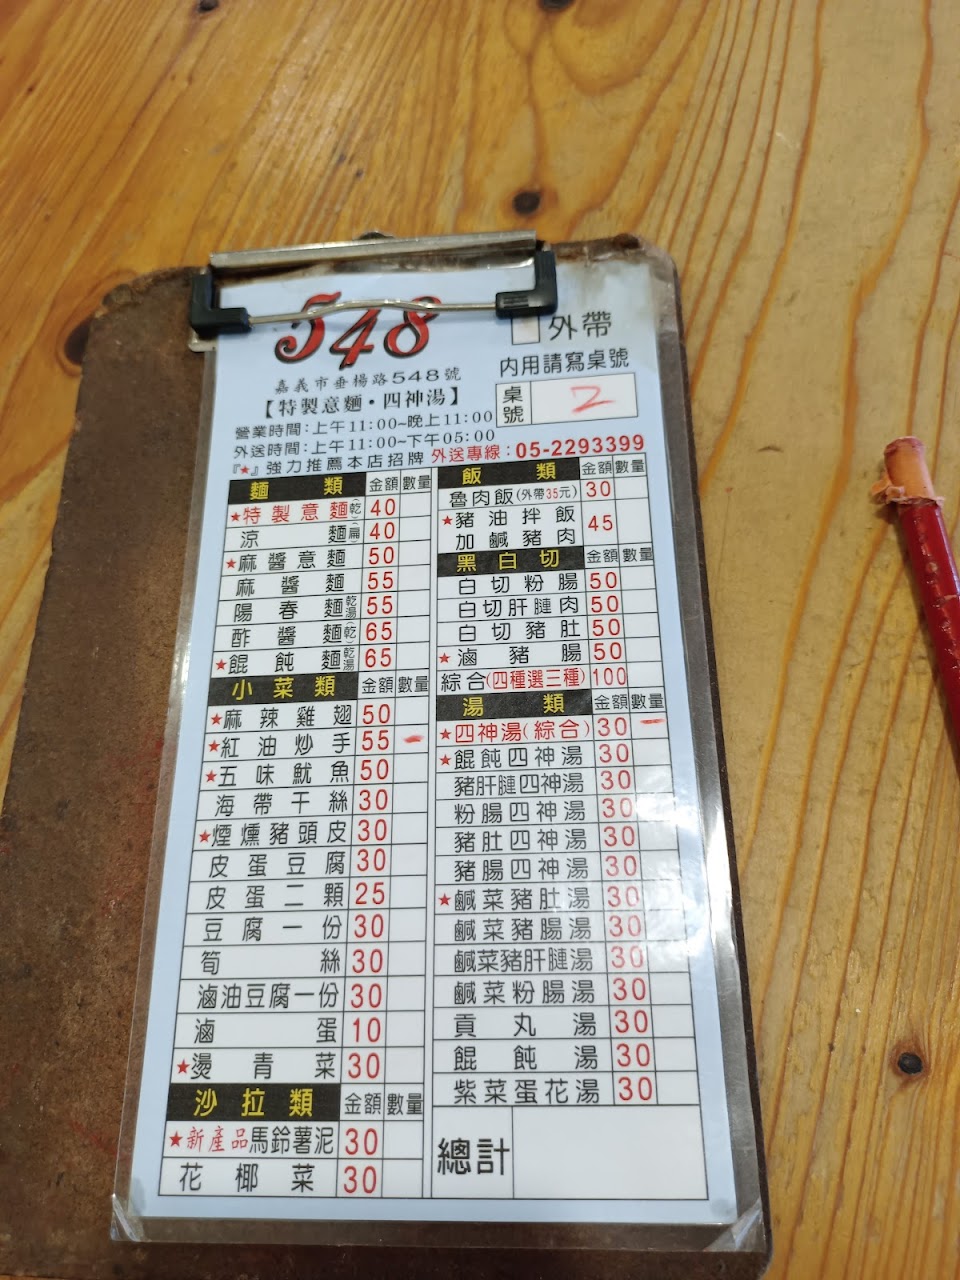 548
外帶
內用請寫桌號
桌號 2
嘉義市垂楊路548號
【特製意麵·四神湯】
營業時間:上午11:00~晚上11:00
外送時間:上午11:00~下午05:00
『★』強力推薦本店招牌 外送專線:05-2293399
麵類 金額 數量
★特製意麵(乾) 40
涼麵(扁) 40
★麻醬意麵 50
麻醬麵 55
陽春麵 乾湯 55
酢醬麵(乾) 65
★餛飩麵 乾湯 65
小菜類 金額 數量
★麻辣雞翅 50
★紅油炒手 55 一
★五味魷魚 50
海帶干絲 30
★煙燻豬頭皮 30
皮蛋豆腐 30
皮蛋二顆 25
豆腐一份 30
筍絲 30
滷油豆腐一份 30
滷蛋 10
★燙青菜 30
沙拉類 金額 數量
★新產品馬鈴薯泥 30
花椰菜 30
飯類 金額 數量
魯肉飯(外帶35元) 30
★豬油拌飯
加鹹豬肉 45
黑白切 金額 數量
白切粉腸 50
白切肝腱肉 50
白切豬肚 50
★滷豬腸 50
綜合(四種選三種) 100
湯類 金額 數量
★四神湯(綜合) 30 一
★餛飩四神湯 30
豬肝腱四神湯 30
粉腸四神湯 30
豬肚四神湯 30
豬腸四神湯 30
★鹹菜豬肚湯 30
鹹菜豬腸湯 30
鹹菜豬肝腱湯 30
鹹菜粉腸湯 30
貢丸湯 30
餛飩湯 30
紫菜蛋花湯 30
總計